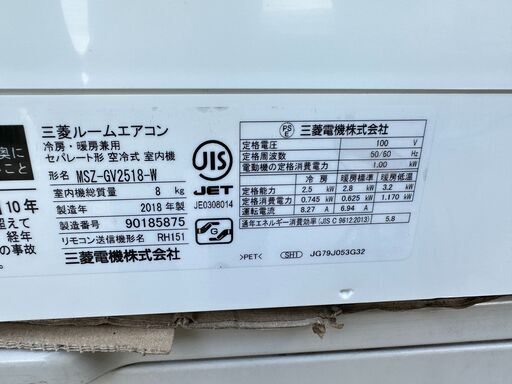 奥に
こと
10年
超えて
経年
三菱ルームエアコン
冷房・暖房兼用
セパレート形 空冷式 室内機
形名 MSZ-GV2518-W
室内機総質量 8 kg
製造年 2018 年製
製造番号 90185875
リモコン送信機形名 RH151
三菱電機株式会社
JIS
JET
JE0308014
C
PS
E
三菱電機株式会社
定格電圧 100 V
定格周波数 50/60 Hz
電動機の定格消費電力 1.00 kW
冷 房 暖房標準 暖房低温
定格能力 2.5 kW 2.8 kW 3.2 kW
定格消費電力 0.745 kW 0.625 kW 1.170 kW
運転電流 8.27 A 6.94 A
通年エネルギー消費効率(JIS C 9612:2013) 5.8
>PET< SH1 JG79J053G32